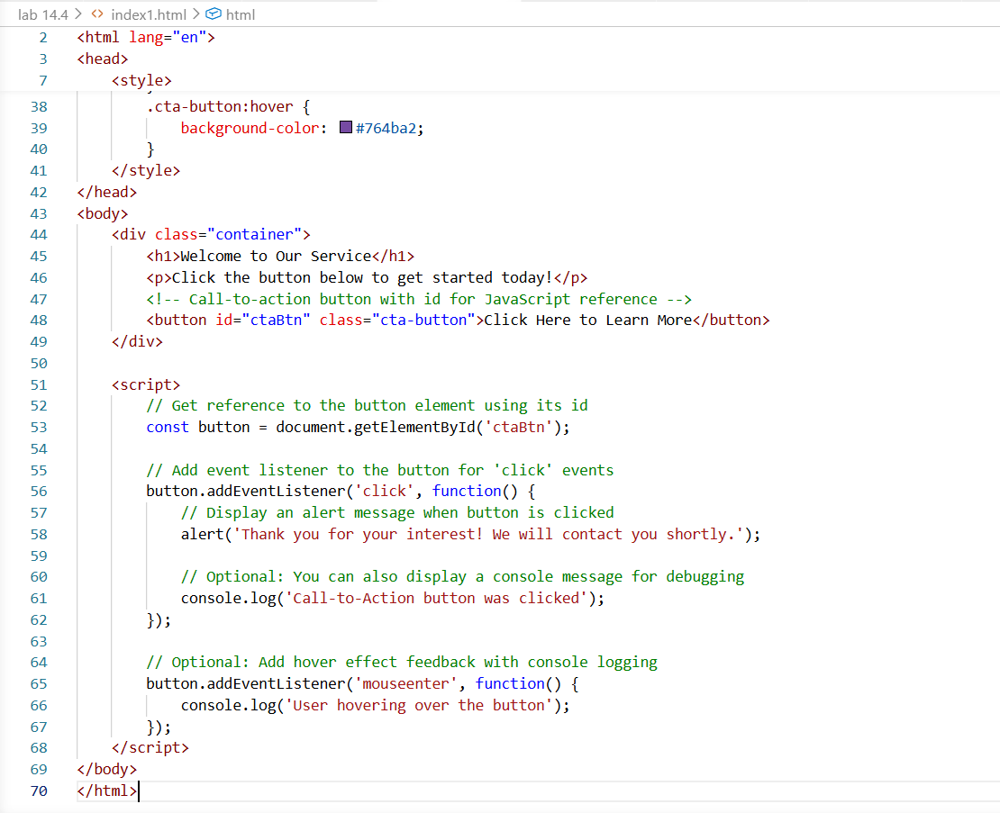 lab 14.4 > <> index1.html > html
2 <html lang="en">
3 <head>
7 <style>
38 .cta-button:hover {
39 background-color: #764ba2;
40 }
41 </style>
42 </head>
43 <body>
44 <div class="container">
45 <h1>Welcome to Our Service</h1>
46 <p>Click the button below to get started today!</p>
47 <!-- Call-to-action button with id for JavaScript reference -->
48 <button id="ctaBtn" class="cta-button">Click Here to Learn More</button>
49 </div>
50
51 <script>
52 // Get reference to the button element using its id
53 const button = document.getElementById('ctaBtn');
54
55 // Add event listener to the button for 'click' events
56 button.addEventListener('click', function() {
57 // Display an alert message when button is clicked
58 alert('Thank you for your interest! We will contact you shortly.');
59
60 // Optional: You can also display a console message for debugging
61 console.log('Call-to-Action button was clicked');
62 });
63
64 // Optional: Add hover effect feedback with console logging
65 button.addEventListener('mouseenter', function() {
66 console.log('User hovering over the button');
67 });
68 </script>
69 </body>
70 </html>